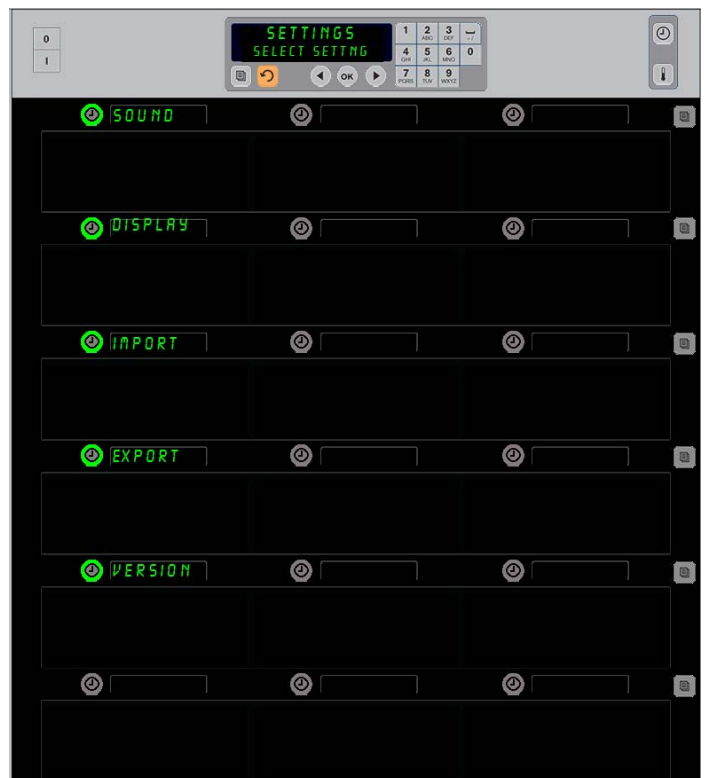 0
I
SETTINGS
SELECT SETTNG
1 2 ABC 3 DEF
4 GHI 5 JKL 6 MNO 0
7 PQRS 8 TUV 9 WXYZ
OK
SOUND
DISPLAY
IMPORT
EXPORT
VERSION